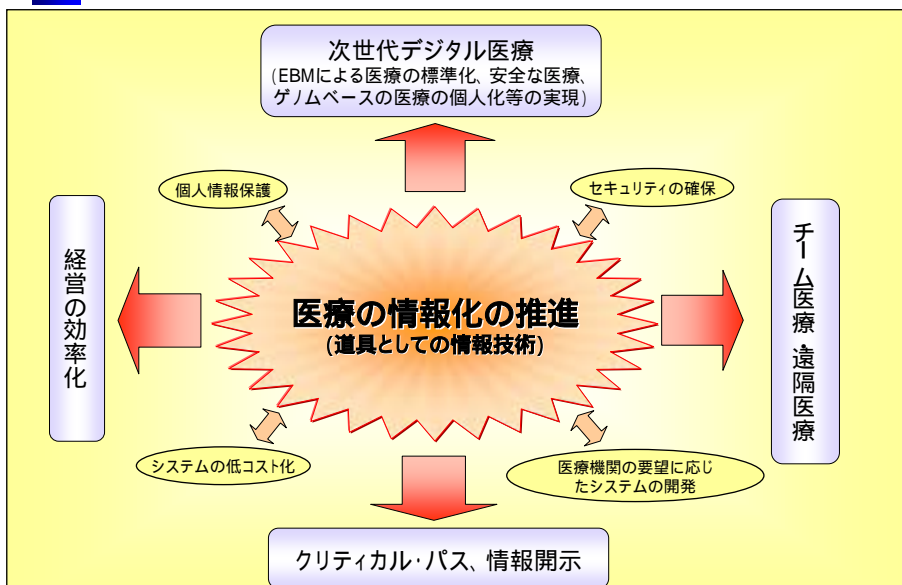 次世代デジタル医療
(EBMによる医療の標準化、安全な医療、
ゲノムベースの医療の個人化等の実現)
個人情報保護
セキュリティの確保
経営の効率化
医療の情報化の推進
(道具としての情報技術)
チーム医療・遠隔医療
システムの低コスト化
医療機関の要望に応じ
たシステムの開発
クリティカル・パス、情報開示